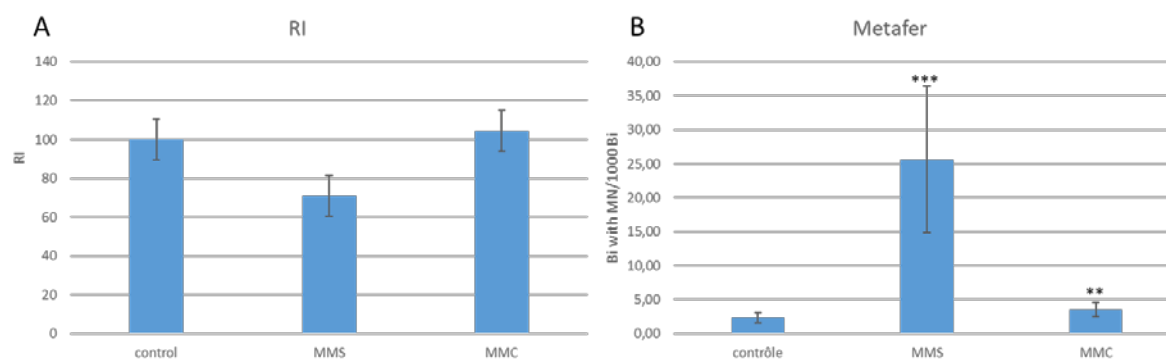 A
RI
140
120
100
80
60
40
20
0
RI
control
MMS
MMC
B
Metafer
40,00
35,00
30,00
25,00
20,00
15,00
10,00
5,00
0,00
Bi with MN/1000 Bi
***
**
contrôle
MMS
MMC